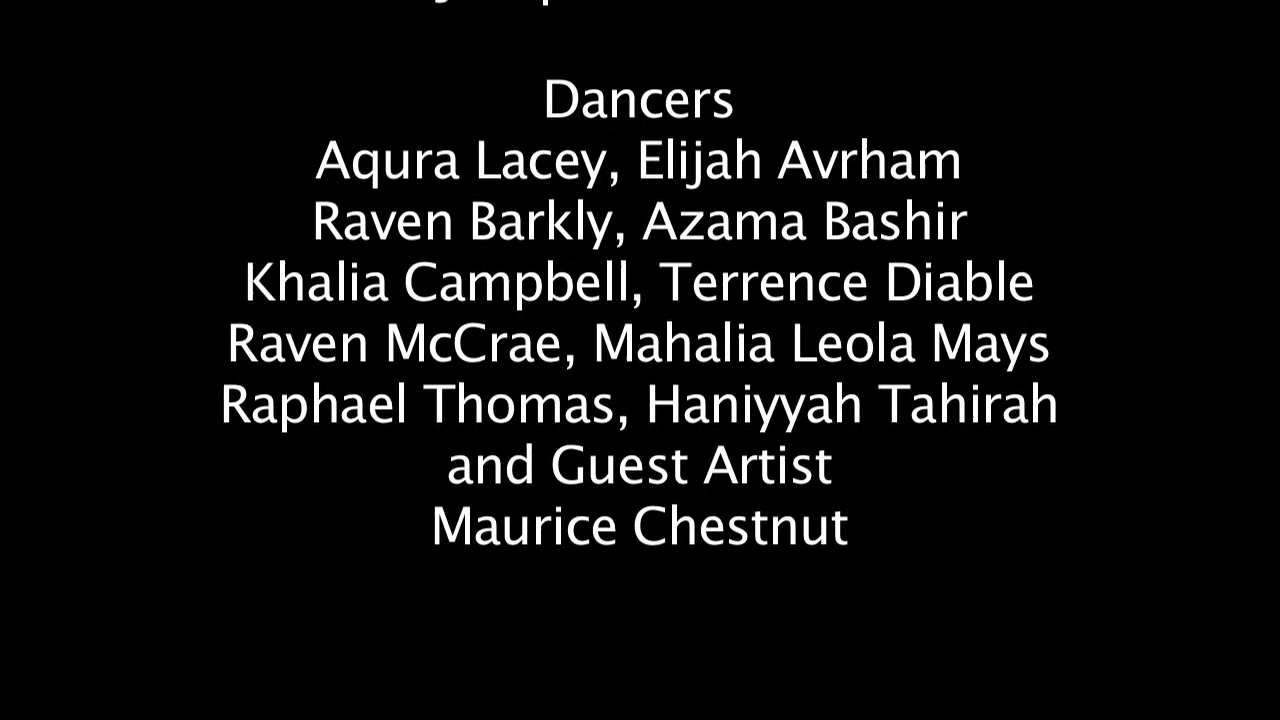 Dancers
Aqura Lacey, Elijah Avrham
Raven Barkly, Azama Bashir
Khalia Campbell, Terrence Diable
Raven McCrae, Mahalia Leola Mays
Raphael Thomas, Haniyyah Tahirah
and Guest Artist
Maurice Chestnut